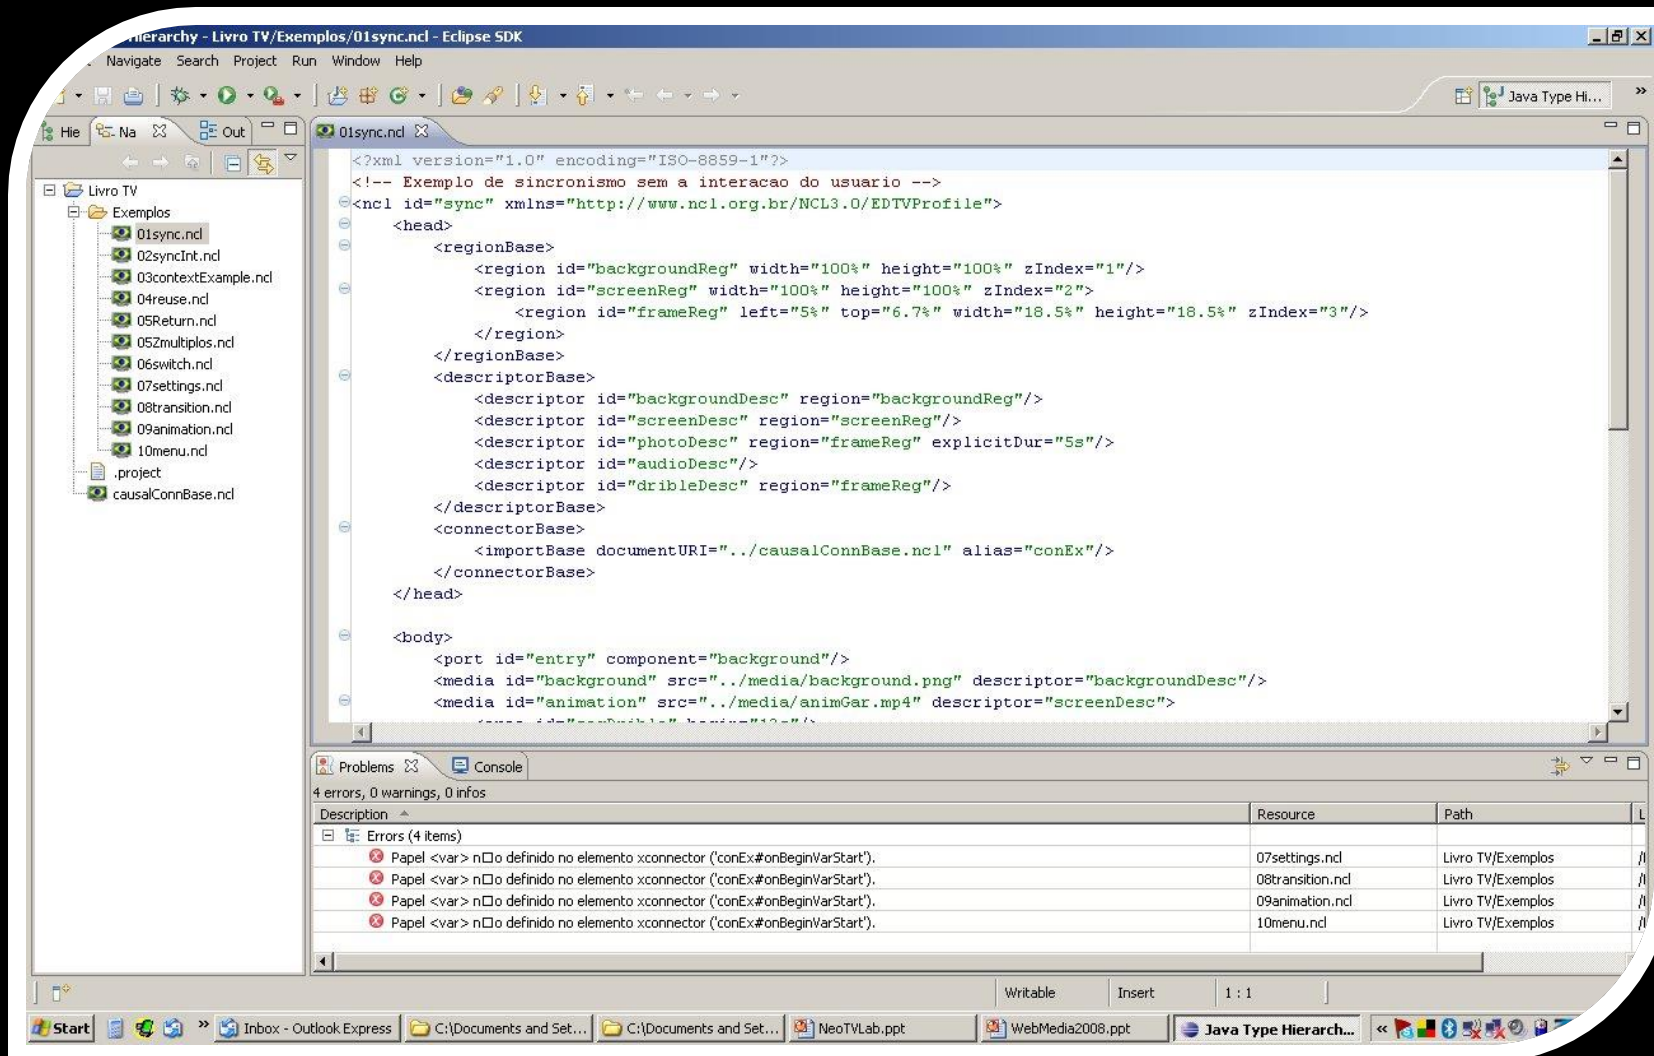 Hierarchy - Livro TV/Exemplos/01sync.ncl - Eclipse SDK
Navigate Search Project Run Window Help
Java Type Hi... »
Hie Na Out
01sync.ncl
Livro TV
Exemplos
01sync.ncl
02syncInt.ncl
03contextExample.ncl
04reuse.ncl
05Return.ncl
05Zmultiplos.ncl
06switch.ncl
07settings.ncl
08transition.ncl
09animation.ncl
10menu.ncl
.project
causalConnBase.ncl
<?xml version="1.0" encoding="ISO-8859-1"?>
<!-- Exemplo de sincronismo sem a interacao do usuario -->
<ncl id="sync" xmlns="http://www.ncl.org.br/NCL3.0/EDTVProfile">
<head>
<regionBase>
<region id="backgroundReg" width="100%" height="100%" zIndex="1"/>
<region id="screenReg" width="100%" height="100%" zIndex="2">
<region id="frameReg" left="5%" top="6.7%" width="18.5%" height="18.5%" zIndex="3"/>
</region>
</regionBase>
<descriptorBase>
<descriptor id="backgroundDesc" region="backgroundReg"/>
<descriptor id="screenDesc" region="screenReg"/>
<descriptor id="photoDesc" region="frameReg" explicitDur="5s"/>
<descriptor id="audioDesc"/>
<descriptor id="dribleDesc" region="frameReg"/>
</descriptorBase>
<connectorBase>
<importBase documentURI="../causalConnBase.ncl" alias="conEx"/>
</connectorBase>
</head>
<body>
<port id="entry" component="background"/>
<media id="background" src="../media/background.png" descriptor="backgroundDesc"/>
<media id="animation" src="../media/animGar.mp4" descriptor="screenDesc">
Problems Console
4 errors, 0 warnings, 0 infos
Description Resource Path L
Errors (4 items)
Papel <var> n□o definido no elemento xconnector ('conEx#onBeginVarStart'). 07settings.ncl Livro TV/Exemplos
Papel <var> n□o definido no elemento xconnector ('conEx#onBeginVarStart'). 08transition.ncl Livro TV/Exemplos
Papel <var> n□o definido no elemento xconnector ('conEx#onBeginVarStart'). 09animation.ncl Livro TV/Exemplos
Papel <var> n□o definido no elemento xconnector ('conEx#onBeginVarStart'). 10menu.ncl Livro TV/Exemplos
Writable Insert 1 : 1
Start » Inbox - Outlook Express C:\Documents and Set... C:\Documents and Set... NeoTVLab.ppt WebMedia2008.ppt Java Type Hierarch... «